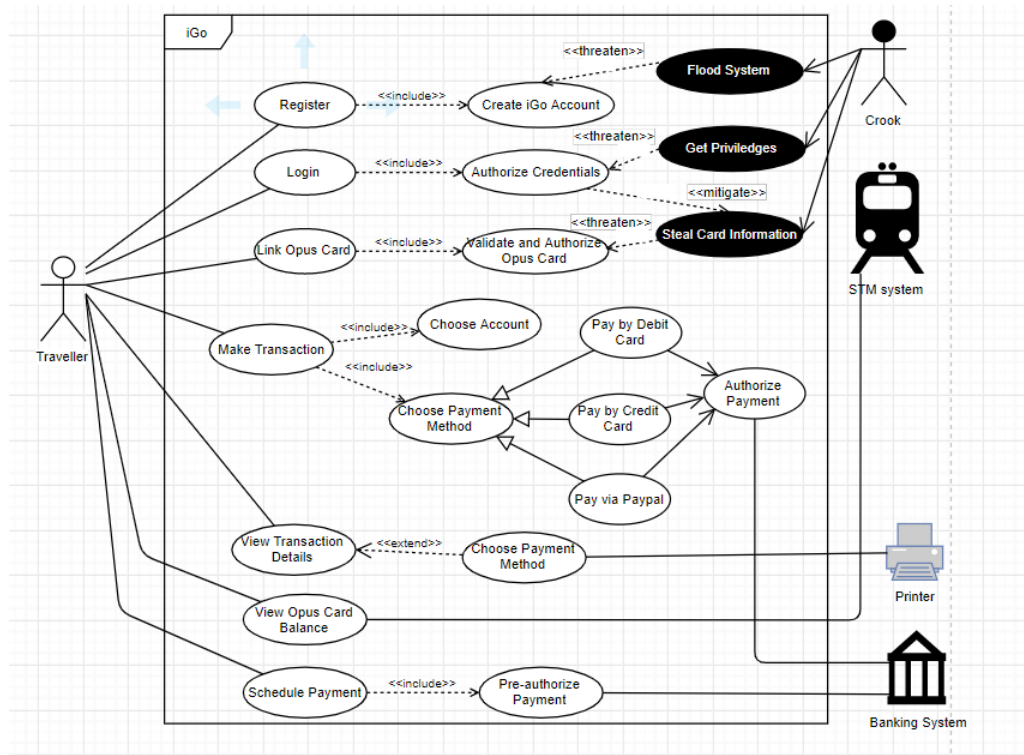 iGo
<<threaten>>
Flood System
Register
<<include>>
Create iGo Account
Crook
<<threaten>>
Get Priviledges
Login
<<include>>
Authorize Credentials
<<mitigate>>
<<threaten>>
Steal Card Information
Link Opus Card
<<include>>
Validate and Authorize
Opus Card
STM system
Traveller
Make Transaction
<<include>>
Choose Account
Pay by Debit
Card
<<include>>
Choose Payment
Method
Pay by Credit
Card
Authorize
Payment
Pay via Paypal
View Transaction
Details
<<extend>>
Choose Payment
Method
Printer
View Opus Card
Balance
Schedule Payment
<<include>>
Pre-authorize
Payment
Banking System